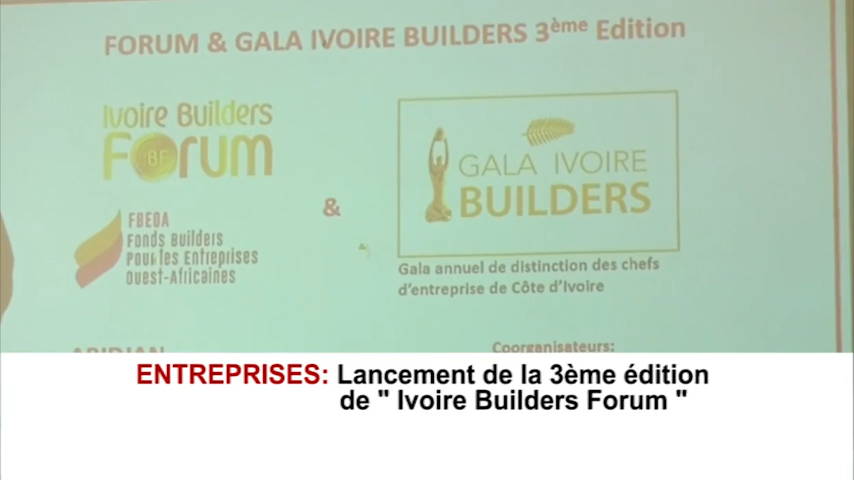 FORUM & GALA IVOIRE BUILDERS 3ème Edition
Ivoire Builders
FORUM
IBF
FBEOA
Fonds Builders
Pour les Entreprises
Ouest-Africaines
&
GALA IVOIRE
BUILDERS
Gala annuel de distinction des chefs
d'entreprise de Côte d'Ivoire
ABIDJAN
Coorganisateurs:
ENTREPRISES: Lancement de la 3ème édition
de " Ivoire Builders Forum "